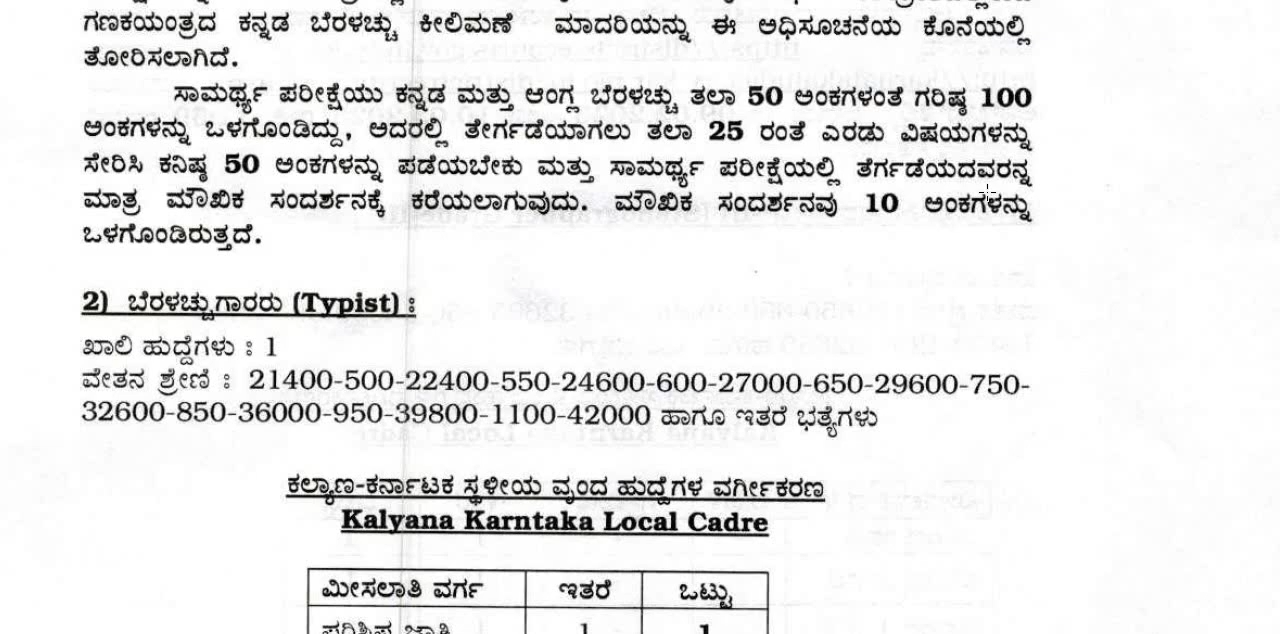 ಗಣಕಯಂತ್ರದ ಕನ್ನಡ ಬೆರಳಚ್ಚು ಕೀಲಿಮಣೆ ಮಾದರಿಯನ್ನು ಈ ಅಧಿಸೂಚನೆಯ ಕೊನೆಯಲ್ಲಿ
ತೋರಿಸಲಾಗಿದೆ.
ಸಾಮರ್ಥ್ಯ ಪರೀಕ್ಷೆಯು ಕನ್ನಡ ಮತ್ತು ಆಂಗ್ಲ ಬೆರಳಚ್ಚು ತಲಾ 50 ಅಂಕಗಳಂತೆ ಗರಿಷ್ಠ 100
ಅಂಕಗಳನ್ನು ಒಳಗೊಂಡಿದ್ದು, ಅದರಲ್ಲಿ ತೇರ್ಗಡೆಯಾಗಲು ತಲಾ 25 ರಂತೆ ಎರಡು ವಿಷಯಗಳನ್ನು
ಸೇರಿಸಿ ಕನಿಷ್ಠ 50 ಅಂಕಗಳನ್ನು ಪಡೆಯಬೇಕು ಮತ್ತು ಸಾಮರ್ಥ್ಯ ಪರೀಕ್ಷೆಯಲ್ಲಿ ತೆರ್ಗಡೆಯದವರನ್ನ
ಮಾತ್ರ ಮೌಖಿಕ ಸಂದರ್ಶನಕ್ಕೆ ಕರೆಯಲಾಗುವುದು. ಮೌಖಿಕ ಸಂದರ್ಶನವು 10 ಅಂಕಗಳನ್ನು
ಒಳಗೊಂಡಿರುತ್ತದೆ.
2) ಬೆರಳಚ್ಚುಗಾರರು (Typist) :
ಖಾಲಿ ಹುದ್ದೆಗಳು : 1
ವೇತನ ಶ್ರೇಣಿ : 21400-500-22400-550-24600-600-27000-650-29600-750-
32600-850-36000-950-39800-1100-42000 ಹಾಗೂ ಇತರೆ ಭತ್ಯೆಗಳು
ಕಲ್ಯಾಣ-ಕರ್ನಾಟಕ ಸ್ಥಳೀಯ ವೃಂದ ಹುದ್ದೆಗಳ ವರ್ಗೀಕರಣ
Kalyana Karntaka Local Cadre
ಮೀಸಲಾತಿ ವರ್ಗ ಇತರೆ ಒಟ್ಟು
ಪರಿಶಿಷ್ಟ ಜಾತಿ 1 1